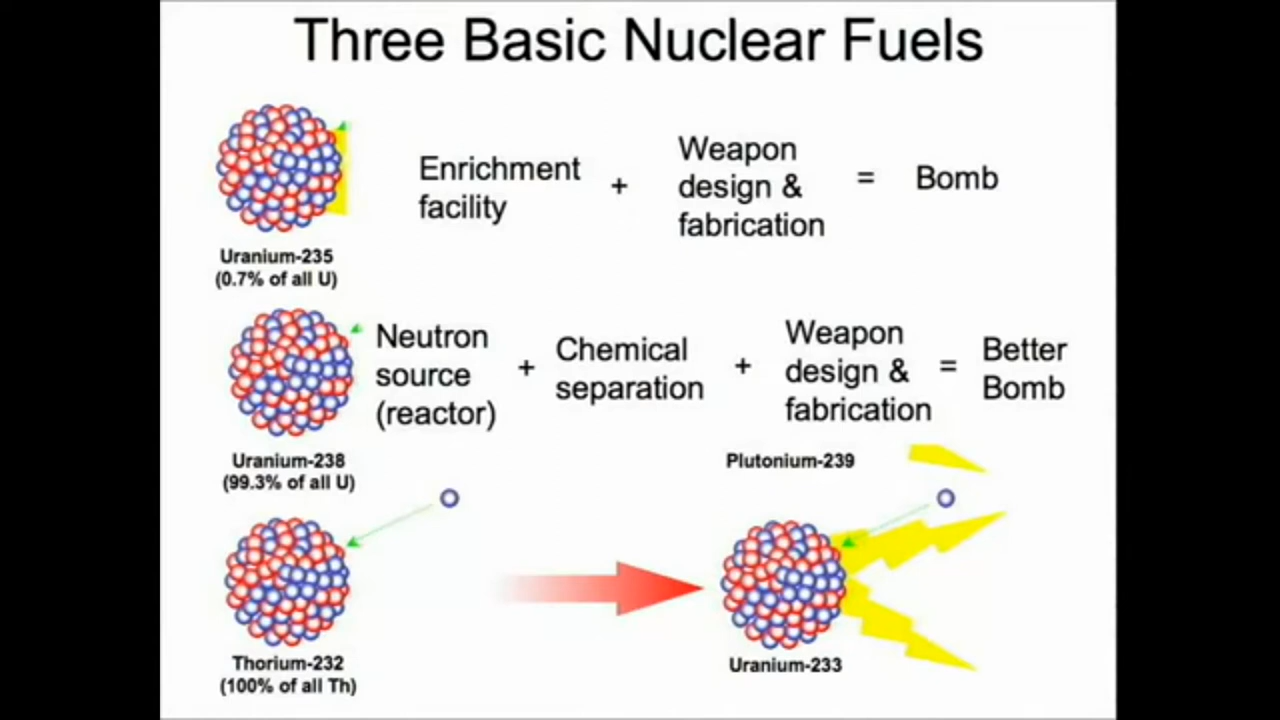 Three Basic Nuclear Fuels
Enrichment
facility
+
Weapon
design &
fabrication
=
Bomb
Uranium-235
(0.7% of all U)
Neutron
source
(reactor)
+
Chemical
separation
+
Weapon
design &
fabrication
=
Better
Bomb
Uranium-238
(99.3% of all U)
Plutonium-239
Thorium-232
(100% of all Th)
Uranium-233